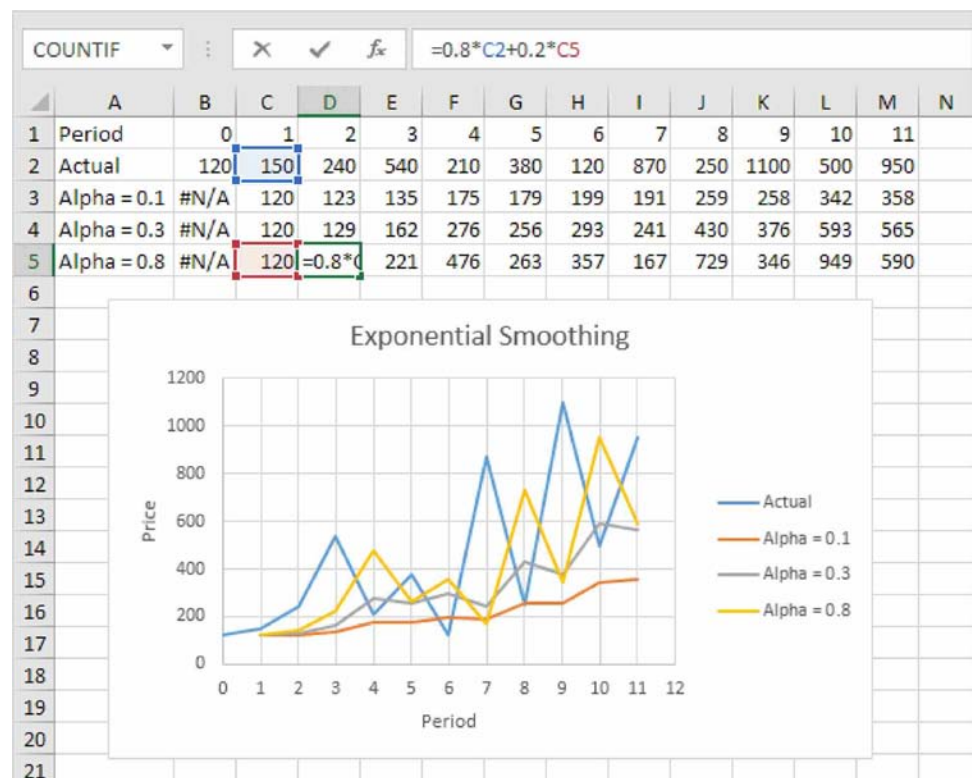 COUNTIF fx =0.8*C2+0.2*C5
A B C D E F G H I J K L M N
1 Period 0 1 2 3 4 5 6 7 8 9 10 11
2 Actual 120 150 240 540 210 380 120 870 250 1100 500 950
3 Alpha = 0.1 #N/A 120 123 135 175 179 199 191 259 258 342 358
4 Alpha = 0.3 #N/A 120 129 162 276 256 293 241 430 376 593 565
5 Alpha = 0.8 #N/A 120 =0.8*C 221 476 263 357 167 729 346 949 590
6
7
8
9
10
11
12
13
14
15
16
17
18
19
20
21
Exponential Smoothing
1200
1000
800
600
400
200
0
Price
0 1 2 3 4 5 6 7 8 9 10 11 12
Period
Actual
Alpha = 0.1
Alpha = 0.3
Alpha = 0.8